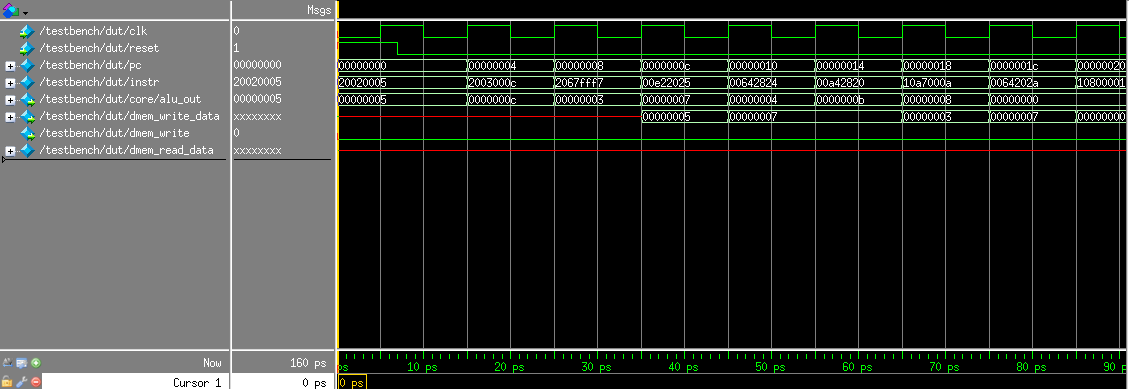 Msgs
/testbench/dut/clk 0
/testbench/dut/reset 1
/testbench/dut/pc 00000000 00000000 00000004 00000008 0000000c 00000010 00000014 00000018 0000001c 00000020
/testbench/dut/instr 20020005 20020005 2003000c 2067fff7 00e22025 00642824 00a42820 10a7000a 0064202a 10800001
/testbench/dut/core/alu_out 00000005 00000005 0000000c 00000003 00000007 00000004 0000000b 00000008 00000000
/testbench/dut/dmem_write_data xxxxxxxx 00000005 00000007 00000003 00000007 00000000
/testbench/dut/dmem_write 0
/testbench/dut/dmem_read_data xxxxxxxx
Now 160 ps ps 10 ps 20 ps 30 ps 40 ps 50 ps 60 ps 70 ps 80 ps 90 p
Cursor 1 0 ps 0 ps